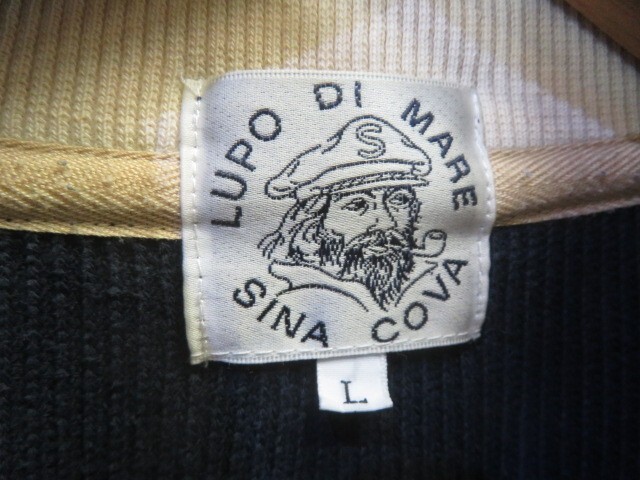 LUPO DI MARE
S
SINA COVA
L